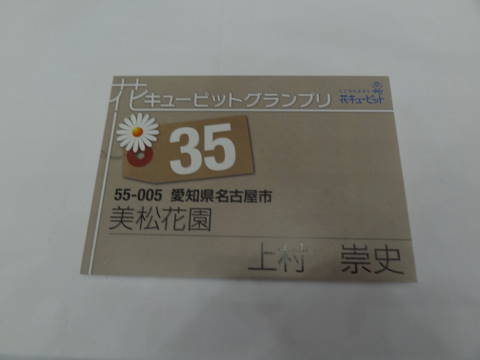 花キューピットグランプリ
花キューピット
35
55-005 愛知県名古屋市
美松花園
上村 崇史